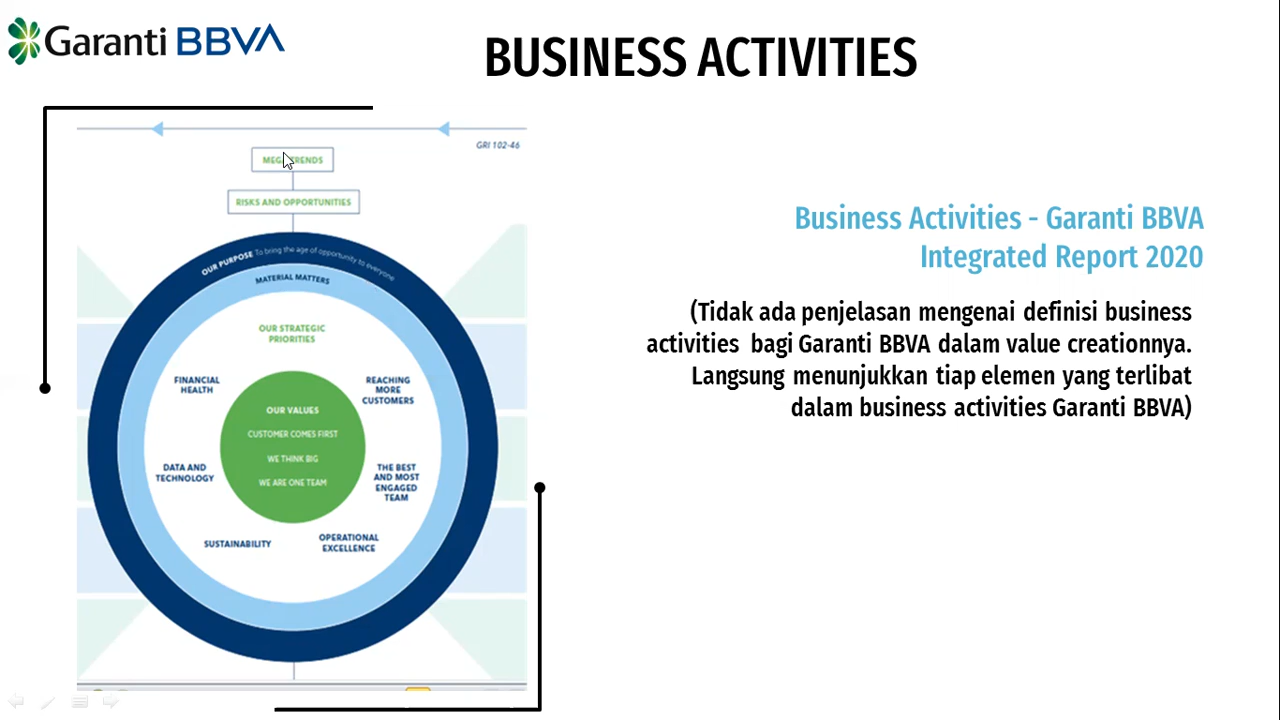 Garanti BBVA
BUSINESS ACTIVITIES
GRI 102-46
MEGATRENDS
RISKS AND OPPORTUNITIES
OUR PURPOSE To bring the age of opportunity to everyone
MATERIAL MATTERS
OUR STRATEGIC
PRIORITIES
FINANCIAL
HEALTH
REACHING
MORE
CUSTOMERS
OUR VALUES
CUSTOMER COMES FIRST
WE THINK BIG
WE ARE ONE TEAM
DATA AND
TECHNOLOGY
THE BEST
AND MOST
ENGAGED
TEAM
SUSTAINABILITY
OPERATIONAL
EXCELLENCE
Business Activities - Garanti BBVA
Integrated Report 2020
(Tidak ada penjelasan mengenai definisi business
activities bagi Garanti BBVA dalam value creationnya.
Langsung menunjukkan tiap elemen yang terlibat
dalam business activities Garanti BBVA)